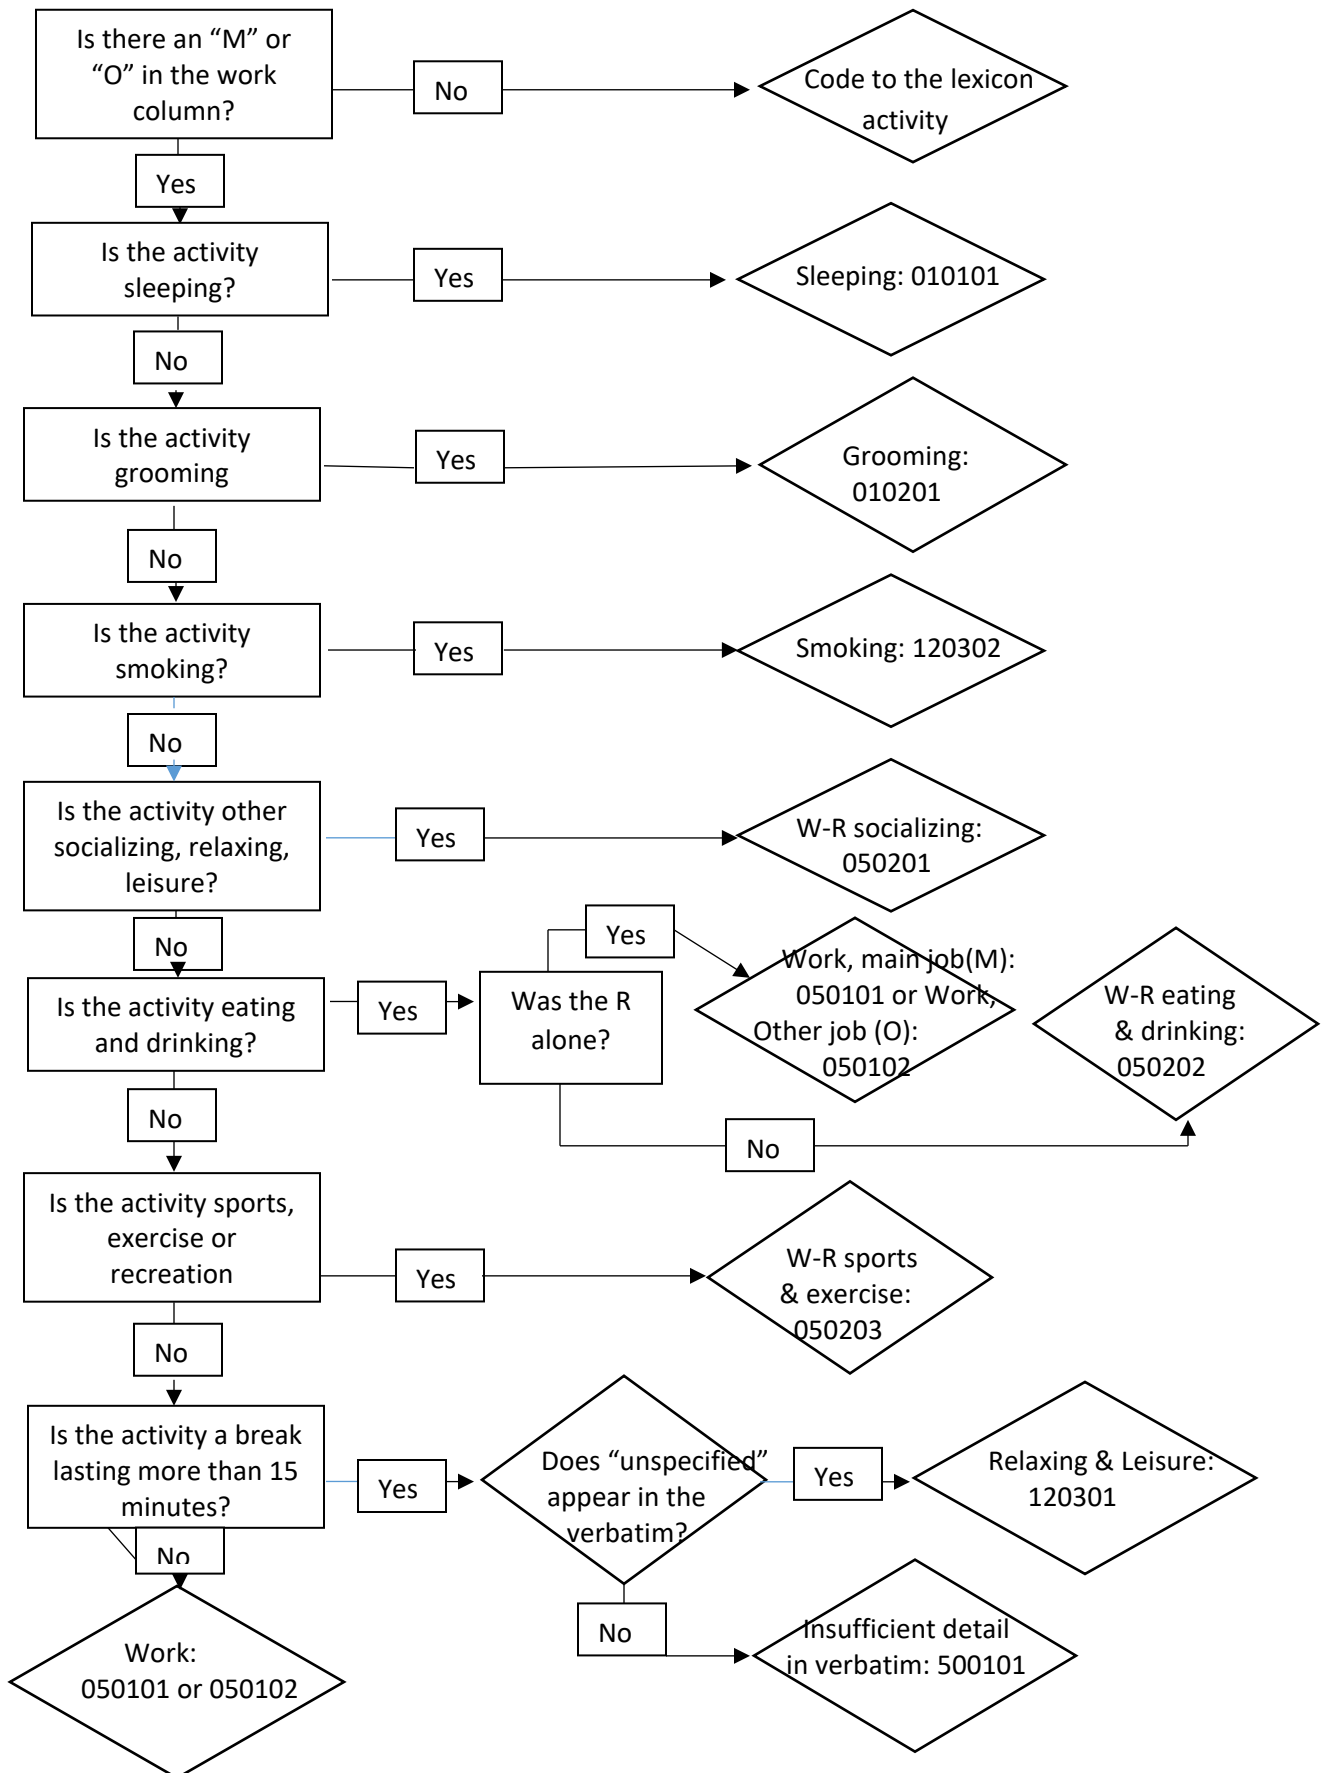 Is there an “M” or
“O” in the work
column?
No
Code to the lexicon
activity
Yes
Is the activity
sleeping?
Yes
Sleeping: 010101
No
Is the activity
grooming
Yes
Grooming:
010201
No
Is the activity
smoking?
Yes
Smoking: 120302
No
Is the activity other
socializing, relaxing,
leisure?
Yes
W-R socializing:
050201
No
Is the activity eating
and drinking?
Yes
Was the R
alone?
Yes
Work, main job(M):
050101 or Work,
Other job (O):
050102
W-R eating
& drinking:
050202
No
No
Is the activity sports,
exercise or
recreation
Yes
W-R sports
& exercise:
050203
No
Is the activity a break
lasting more than 15
minutes?
Yes
Does “unspecified”
appear in the
verbatim?
Yes
Relaxing & Leisure:
120301
No
Insufficient detail
in verbatim: 500101
No
Work:
050101 or 050102